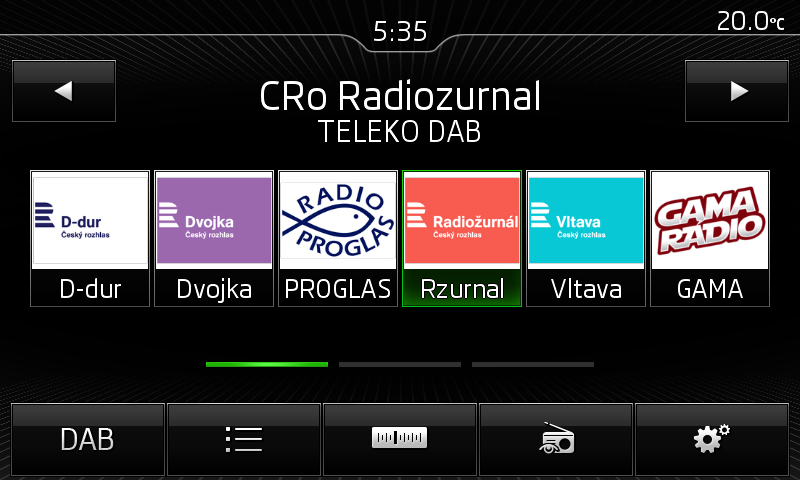 5:35
20.0°C
CRo Radiozurnal
TELEKO DAB
D-dur
Český rozhlas
Dvojka
Český rozhlas
RADIO
PROGLAS
Radiožurnál
Český rozhlas
Vltava
Český rozhlas
GAMA
RADIO
D-dur
Dvojka
PROGLAS
Rzurnal
Vltava
GAMA
DAB